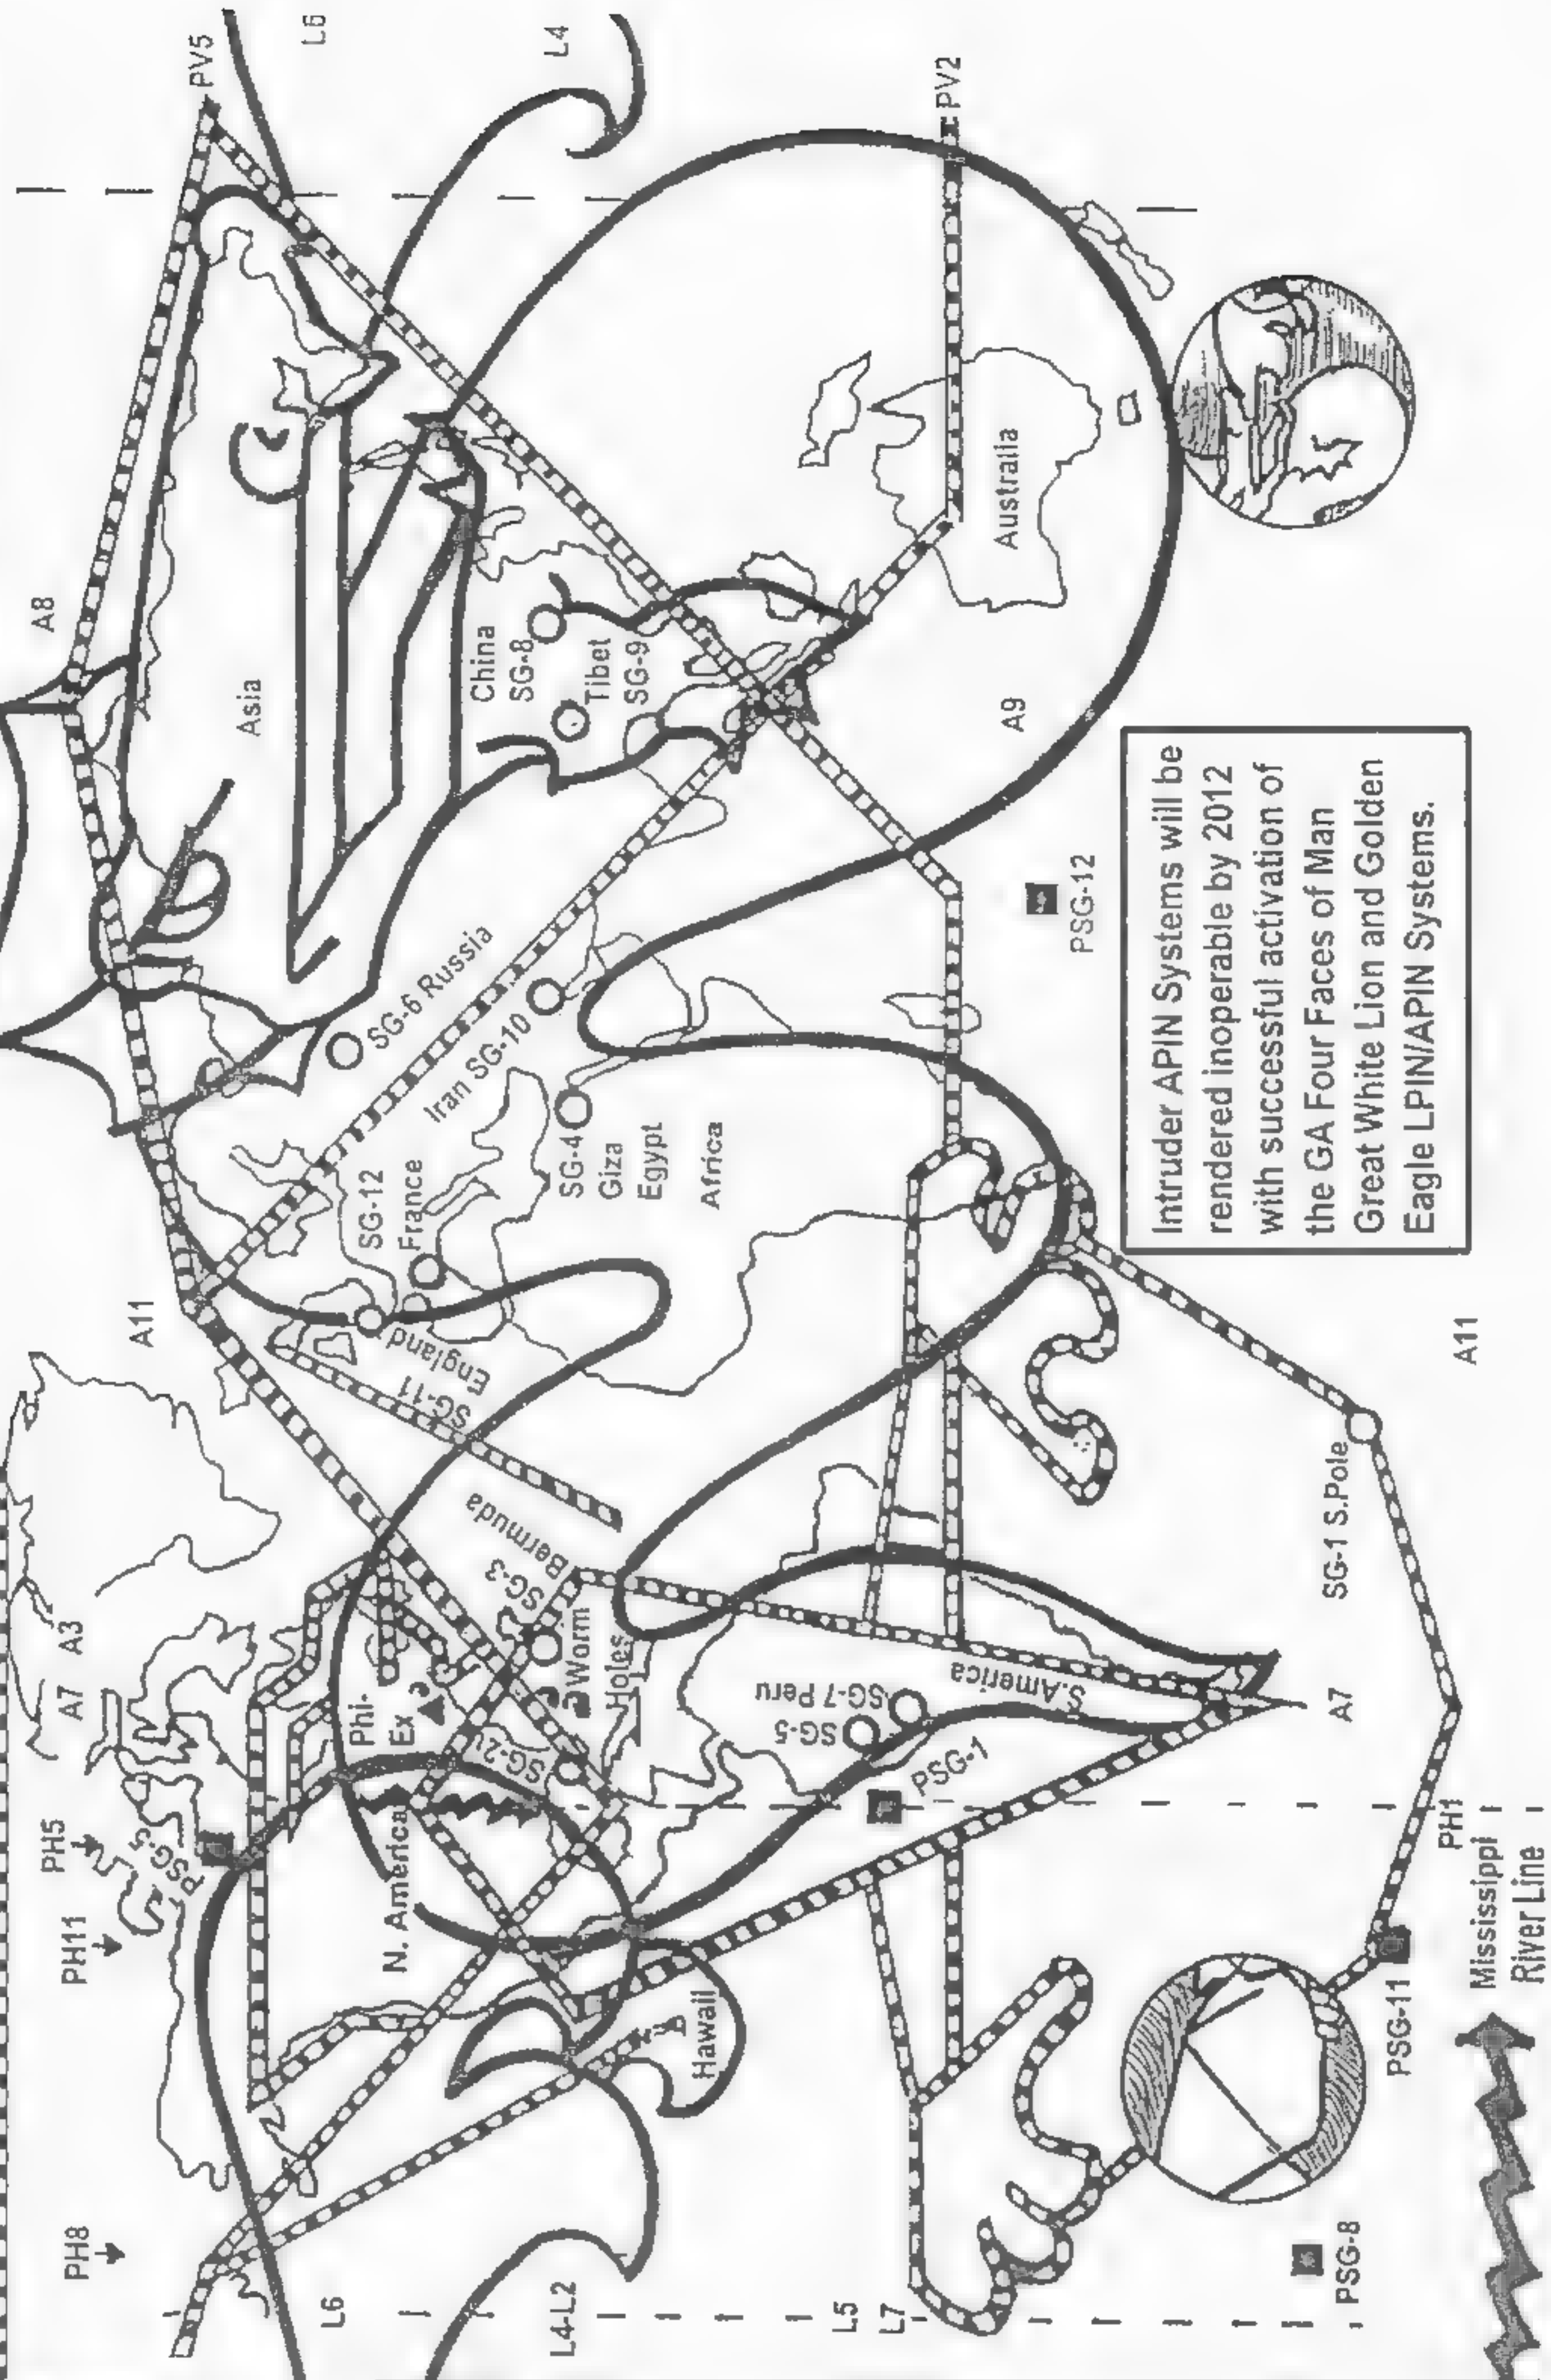 PV5
L6
L4
PV2
A8
Asia
China
SG-8
Tibet
SG-9
Australia
A9
SG-6 Russia
Iran SG-10
SG-12
France
SG-4
Giza
Egypt
Africa
PSG-12
Intruder APIN Systems will be
rendered inoperable by 2012
with successful activation of
the GA Four Faces of Man
Great White Lion and Golden
Eagle LPIN/APIN Systems.
A11
SG-11
England
A11
SG-3
Bermuda
Worm
Holes
SG-1 S.Pole
A7 A3
Phi-
Ex
SG-2
SG-5
SG-7 Peru
S.America
PSG-1
A7
PH5
PH11
PH8
N. America
Hawaii
PH1
Mississippi
River Line
PSG-11
PSG-8
L6
L4-L2
L5
L7